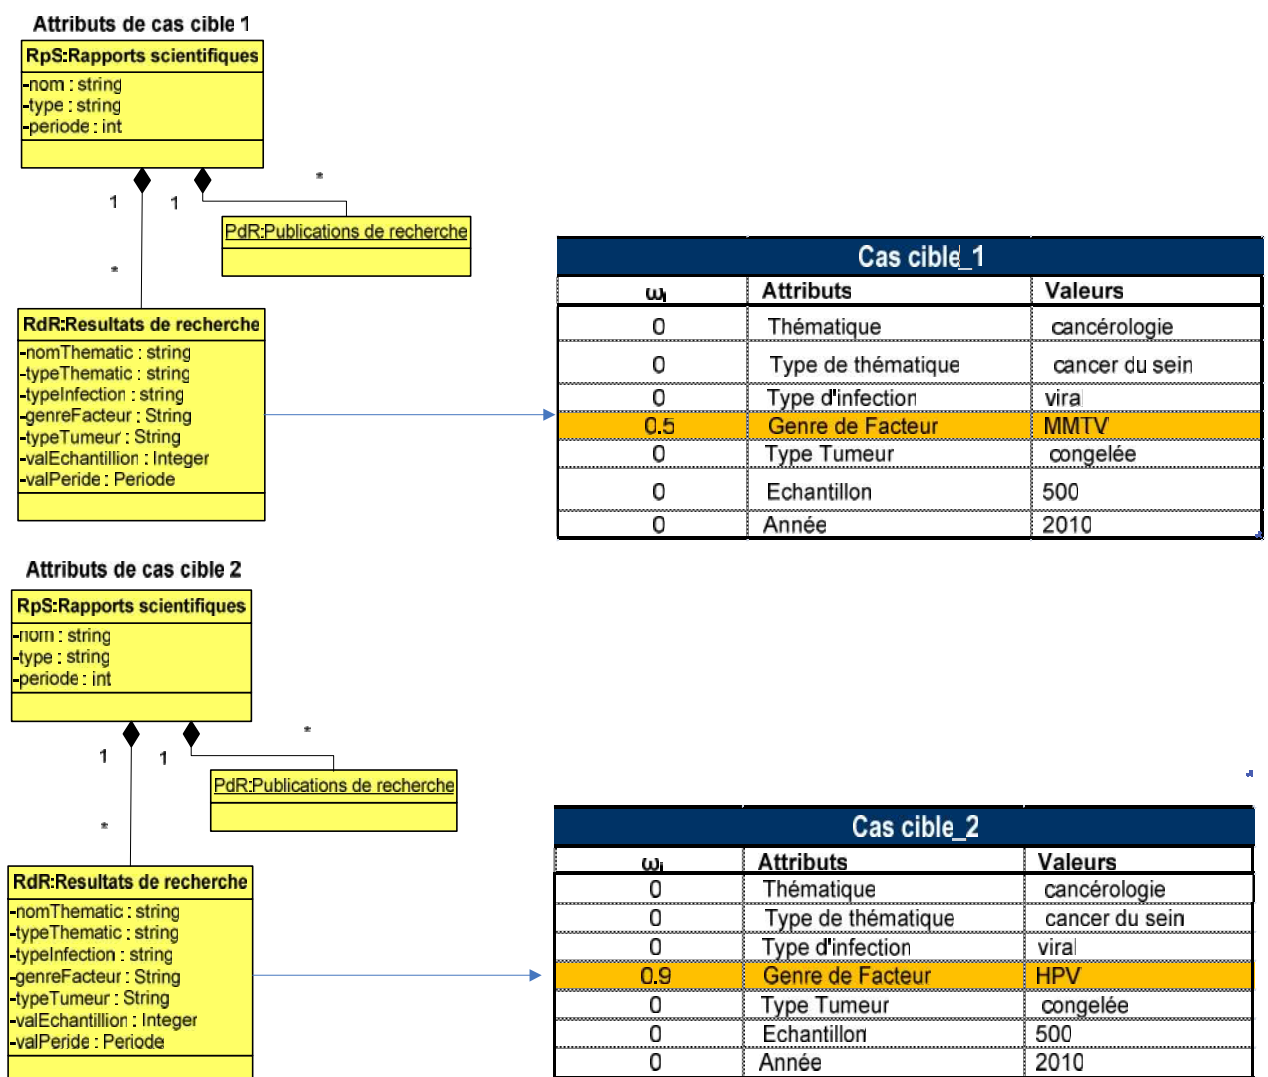 Attributs de cas cible 1
RpS:Rapports scientifiques
-nom : string
-type : string
-periode : int
1
1
*
PdR:Publications de recherche
*
RdR:Resultats de recherche
-nomThematic : string
-typeThematic : string
-typeInfection : string
-genreFacteur : String
-typeTumeur : String
-valEchantillion : Integer
-valPeride : Periode
Cas cible_1
ωi Attributs Valeurs
0 Thématique cancérologie
0 Type de thématique cancer du sein
0 Type d'infection viral
0.5 Genre de Facteur MMTV
0 Type Tumeur congelée
0 Echantillon 500
0 Année 2010
Attributs de cas cible 2
RpS:Rapports scientifiques
-nom : string
-type : string
-periode : int
1
1
*
PdR:Publications de recherche
*
RdR:Resultats de recherche
-nomThematic : string
-typeThematic : string
-typeInfection : string
-genreFacteur : String
-typeTumeur : String
-valEchantillion : Integer
-valPeride : Periode
Cas cible_2
ωi Attributs Valeurs
0 Thématique cancérologie
0 Type de thématique cancer du sein
0 Type d'infection viral
0.9 Genre de Facteur HPV
0 Type Tumeur congelée
0 Echantillon 500
0 Année 2010